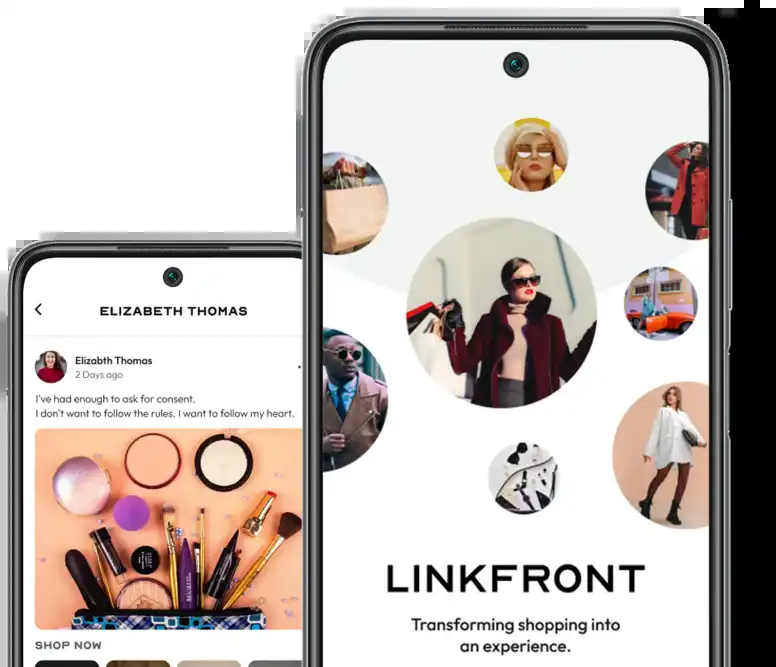 ELIZABETH THOMAS
Elizabth Thomas
2 Days ago
I've had enough to ask for consent.
I don't want to follow the rules. I want to follow my heart.
SHOP NOW
LINKFRONT
Transforming shopping into
an experience.